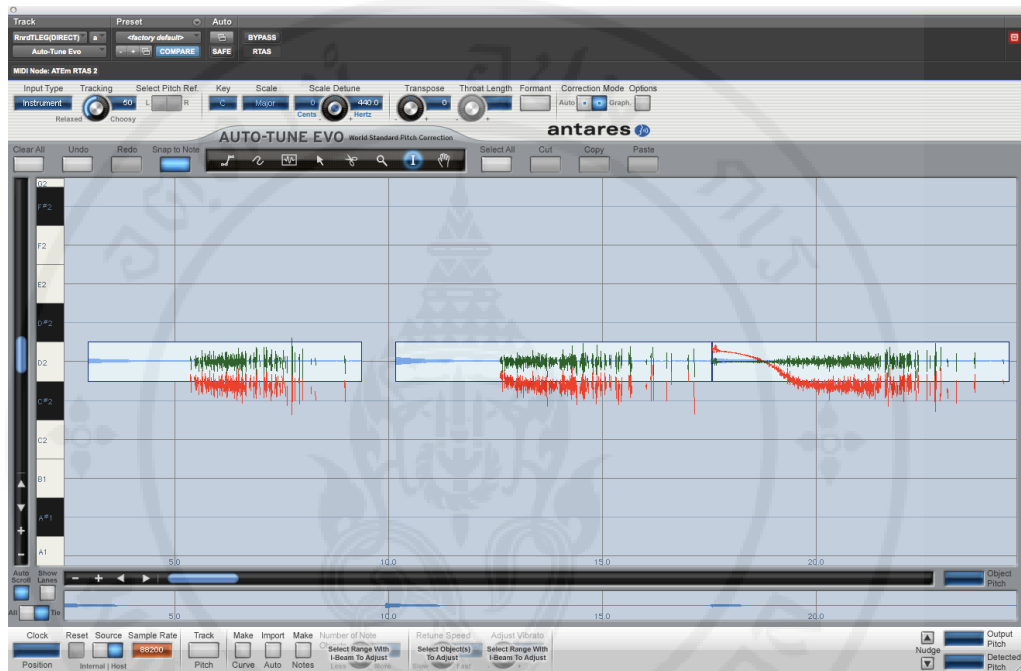 Track Preset Auto
RnrdTLEG(DIRECT) a <factory default> BYPASS
Auto-Tune Evo - + COMPARE SAFE RTAS
MIDI Node: ATEm RTAS 2
Input Type Tracking Select Pitch Ref. Key Scale Scale Detune Transpose Throat Length Formant Correction Mode Options
Instrument 50 L R C Major 0 440.0 0 Auto Graph.
Relaxed Choosy Cents Hertz
AUTO-TUNE EVO World Standard Pitch Correction antares
Clear All Undo Redo Snap to Note Select All Cut Copy Paste
G2
F#2
F2
E2
D#2
D2
C#2
C2
B1
A#1
A1
5.0 10.0 15.0 20.0
Auto Scroll Show Lanes - + Object Pitch
All Tie 5.0 10.0 15.0 20.0
Clock Reset Source Sample Rate Track Make Import Make Number of Note Retune Speed Adjust Vibrato Output Pitch
88200 Select Range With I-Beam To Adjust Select Object(s) To Adjust Select Range With I-Beam To Adjust Nudge
Position Internal | Host Pitch Curve Auto Notes Detected Pitch